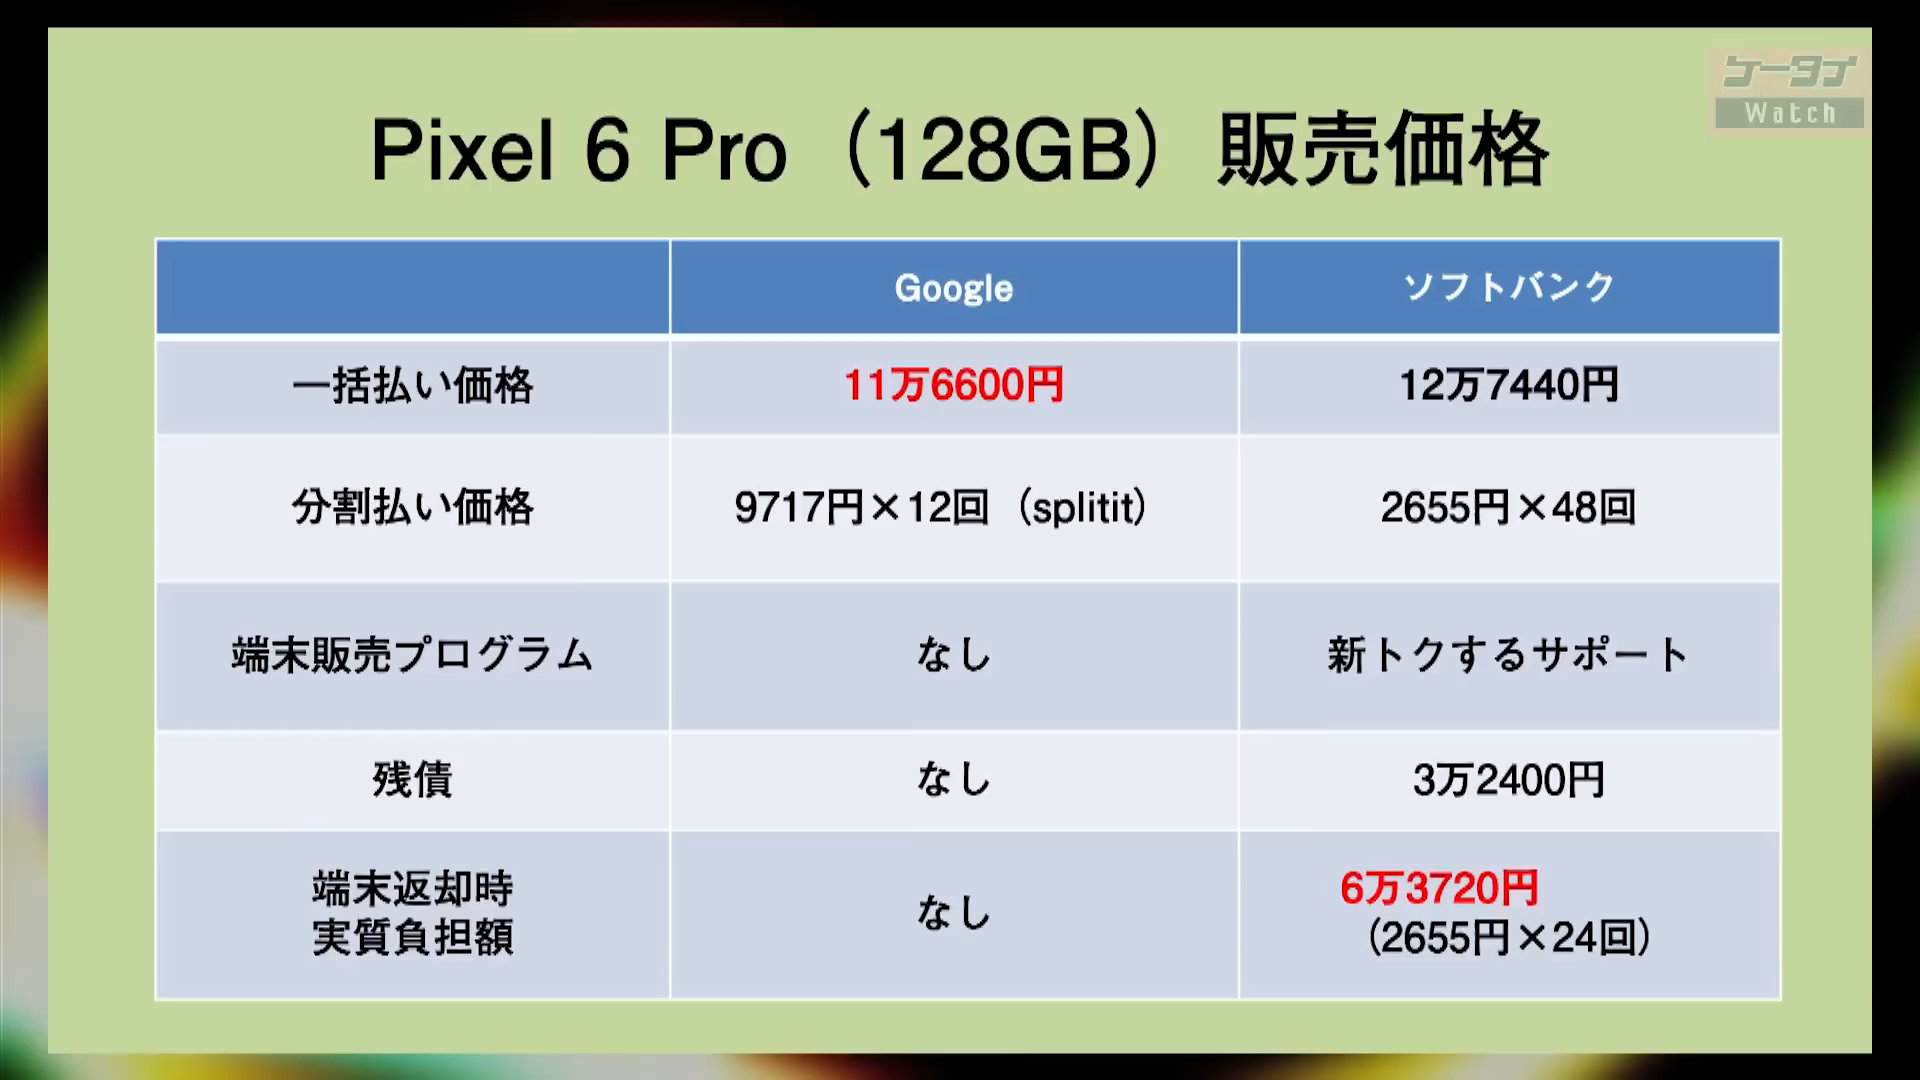 ケータイ
Watch
Pixel 6 Pro（128GB）販売価格
Google
ソフトバンク
一括払い価格
11万6600円
12万7440円
分割払い価格
9717円×12回（splitit）
2655円×48回
端末販売プログラム
なし
新トクするサポート
残債
なし
3万2400円
端末返却時
実質負担額
なし
6万3720円
（2655円×24回）